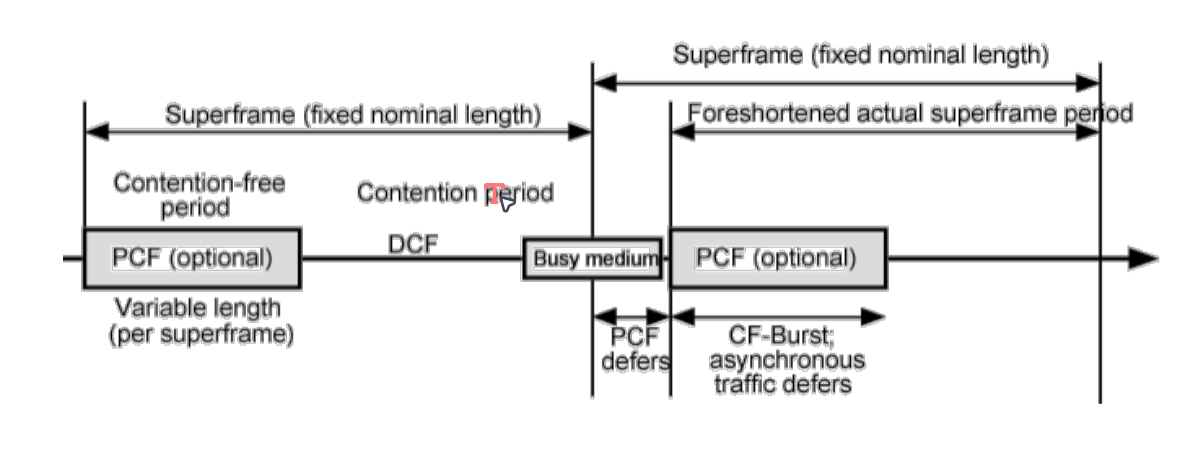 Superframe (fixed nominal length)
Superframe (fixed nominal length)
Foreshortened actual superframe period
Contention-free
period
Contention period
PCF (optional)
DCF
Busy medium
PCF (optional)
Variable length
(per superframe)
PCF
defers
CF-Burst;
asynchronous
traffic defers